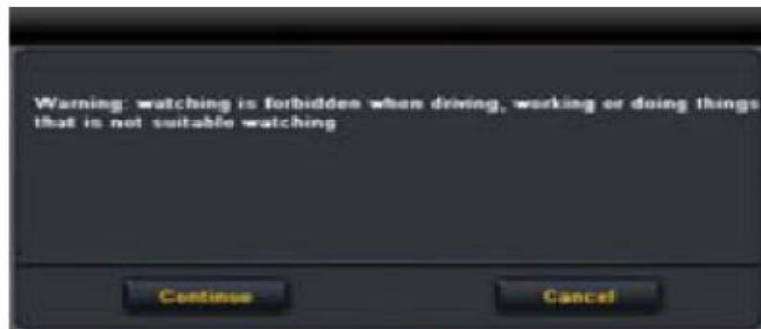 Warning: watching is forbidden when driving, working or doing things
that is not suitable watching
Continue
Cancel